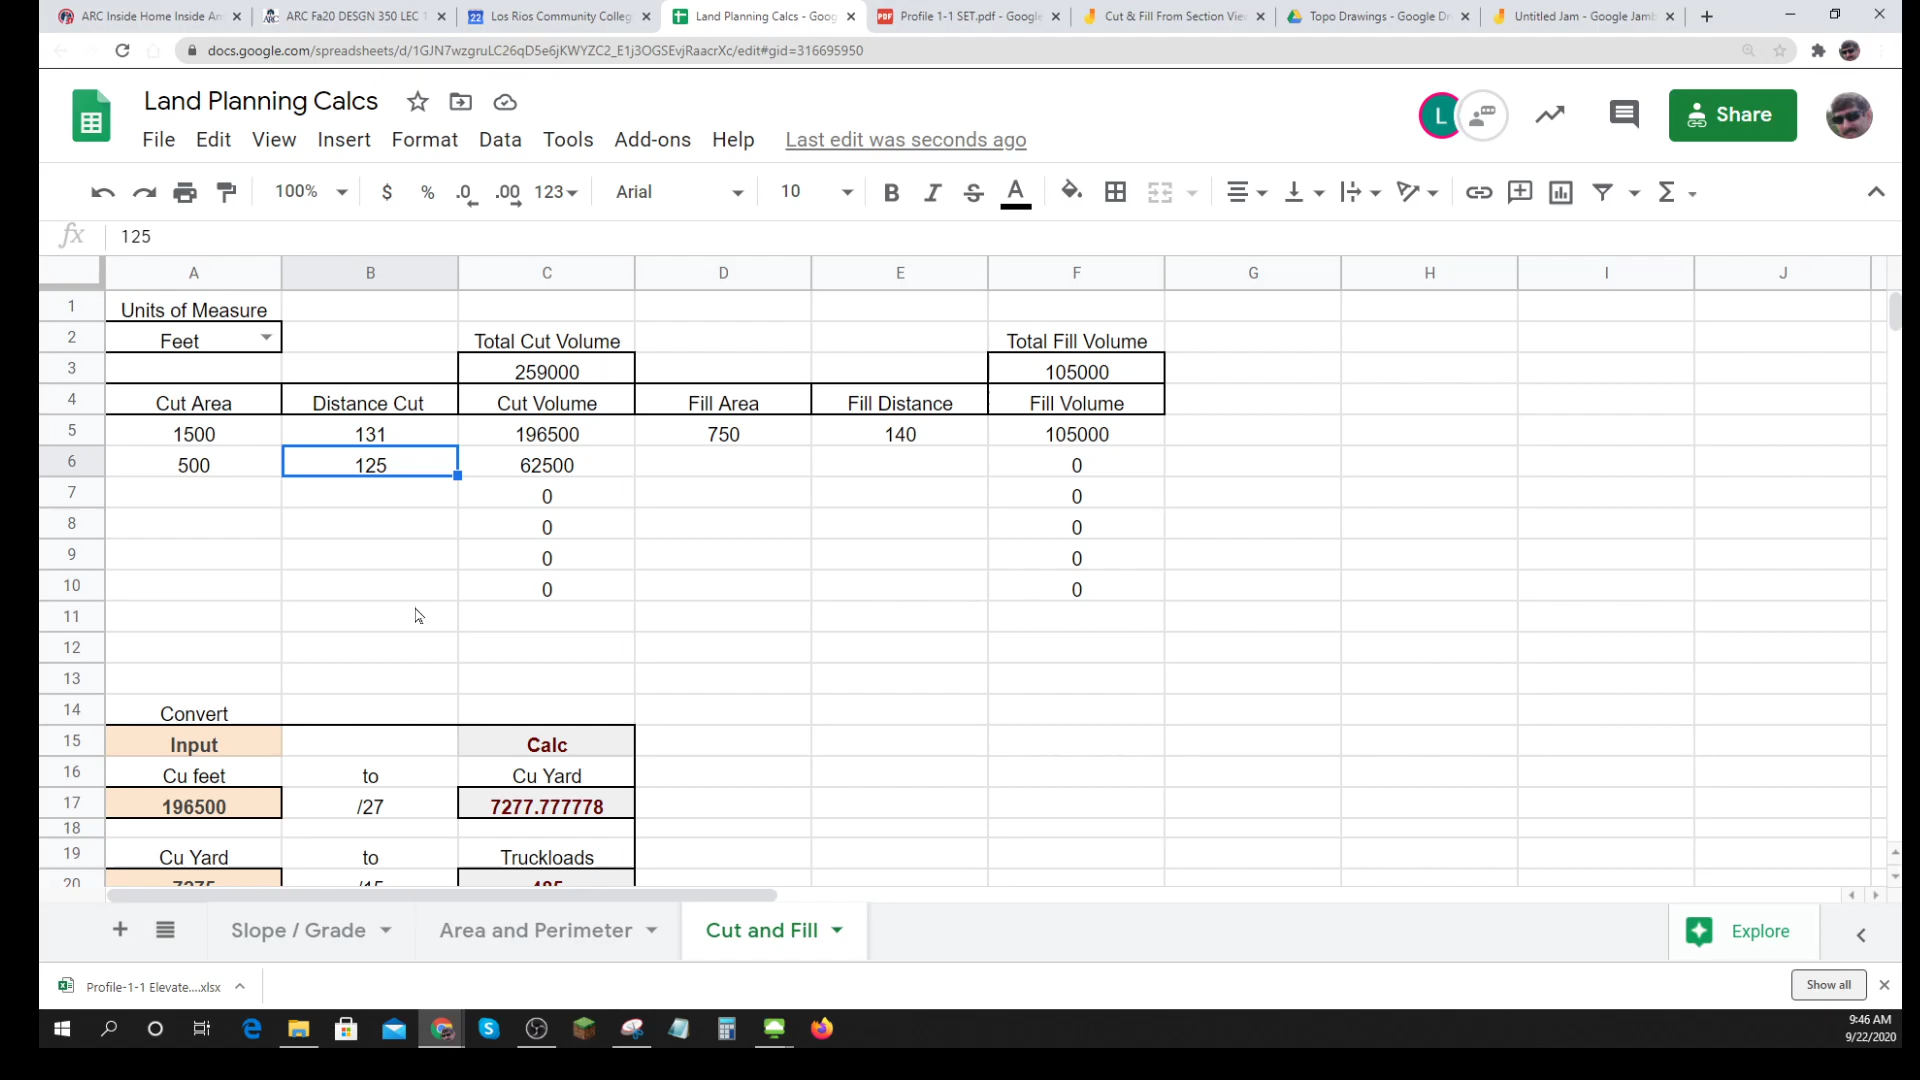 ARC Inside Home Inside Am
ARC Fa20 DESGN 350 LEC 1
Los Rios Community Colleg
Land Planning Calcs - Goog
Profile 1-1 SET.pdf - Google
Cut & Fill From Section Vie
Topo Drawings - Google Dr
Untitled Jam - Google Jamb
docs.google.com/spreadsheets/d/1GJN7wzgruLC26qD5e6jKWYZC2_E1j3OGSEvjRaacrXc/edit#gid=316695950
Land Planning Calcs
L
Share
File Edit View Insert Format Data Tools Add-ons Help Last edit was seconds ago
100% $ % .0 .00 123 Arial 10 B I S A
fx 125
A B C D E F G H I J
1 Units of Measure
2 Feet Total Cut Volume Total Fill Volume
3 259000 105000
4 Cut Area Distance Cut Cut Volume Fill Area Fill Distance Fill Volume
5 1500 131 196500 750 140 105000
6 500 125 62500 0
7 0 0
8 0 0
9 0 0
10 0 0
11
12
13
14 Convert
15 Input Calc
16 Cu feet to Cu Yard
17 196500 /27 7277.777778
18
19 Cu Yard to Truckloads
20 7275 /15 485
Slope / Grade Area and Perimeter Cut and Fill Explore
Profile-1-1 Elevate....xlsx Show all
9:46 AM
9/22/2020